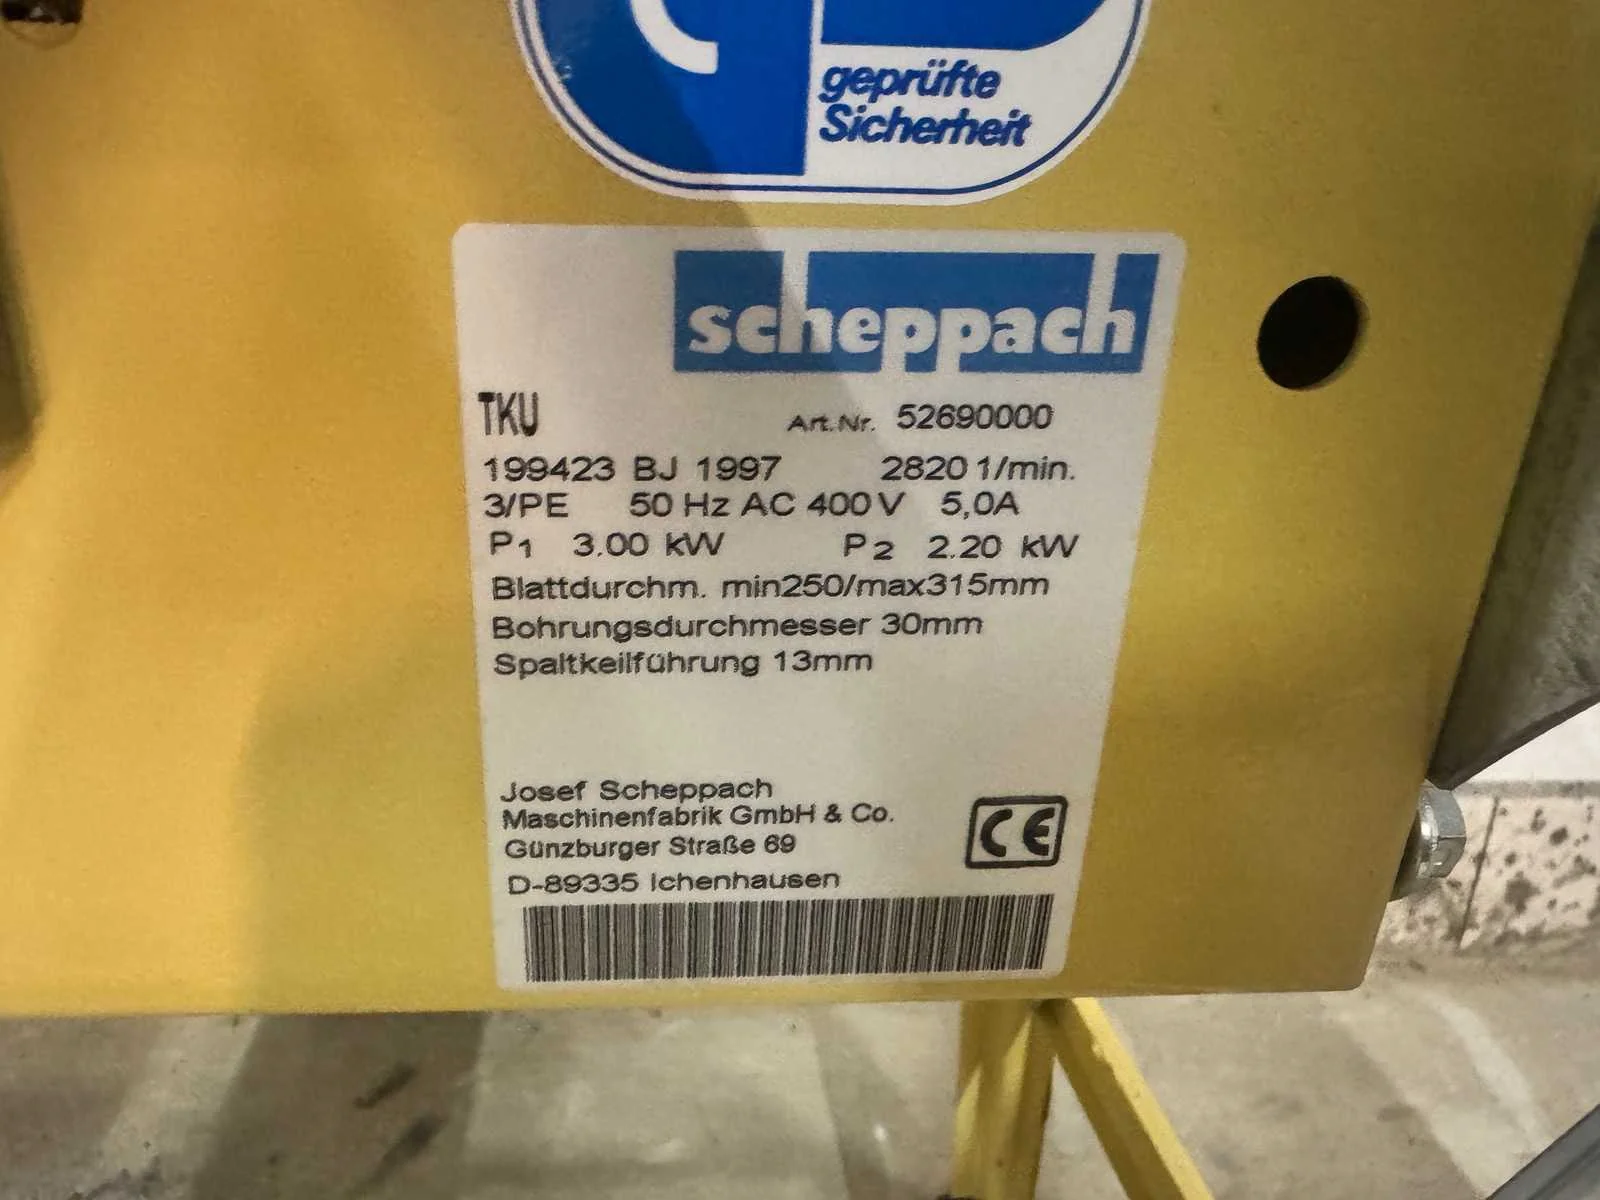 geprüfte
Sicherheit
scheppach
TKU Art.Nr. 52690000
199423 BJ 1997 2820 1/min.
3/PE 50 Hz AC 400V 5,0A
P1 3.00 kW P2 2.20 kW
Blattdurchm. min250/max315mm
Bohrungsdurchmesser 30mm
Spaltkeilführung 13mm
Josef Scheppach
Maschinenfabrik GmbH & Co.
Günzburger Straße 69
D-89335 Ichenhausen
CE